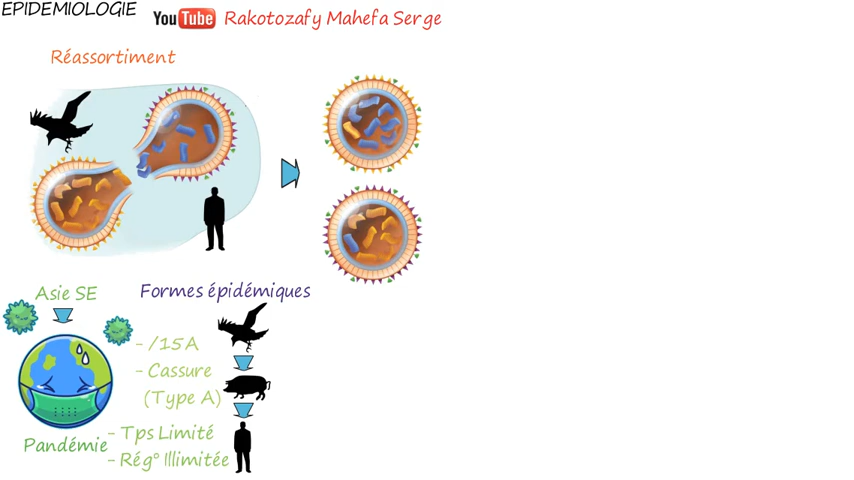 EPIDEMIOLOGIE
YouTube Rakotozafy Mahefa Serge
Réassortiment
Asie SE
Formes épidémiques
- /15A
- Cassure
(Type A)
Pandémie
- Tps Limité
- Rég° Illimitée